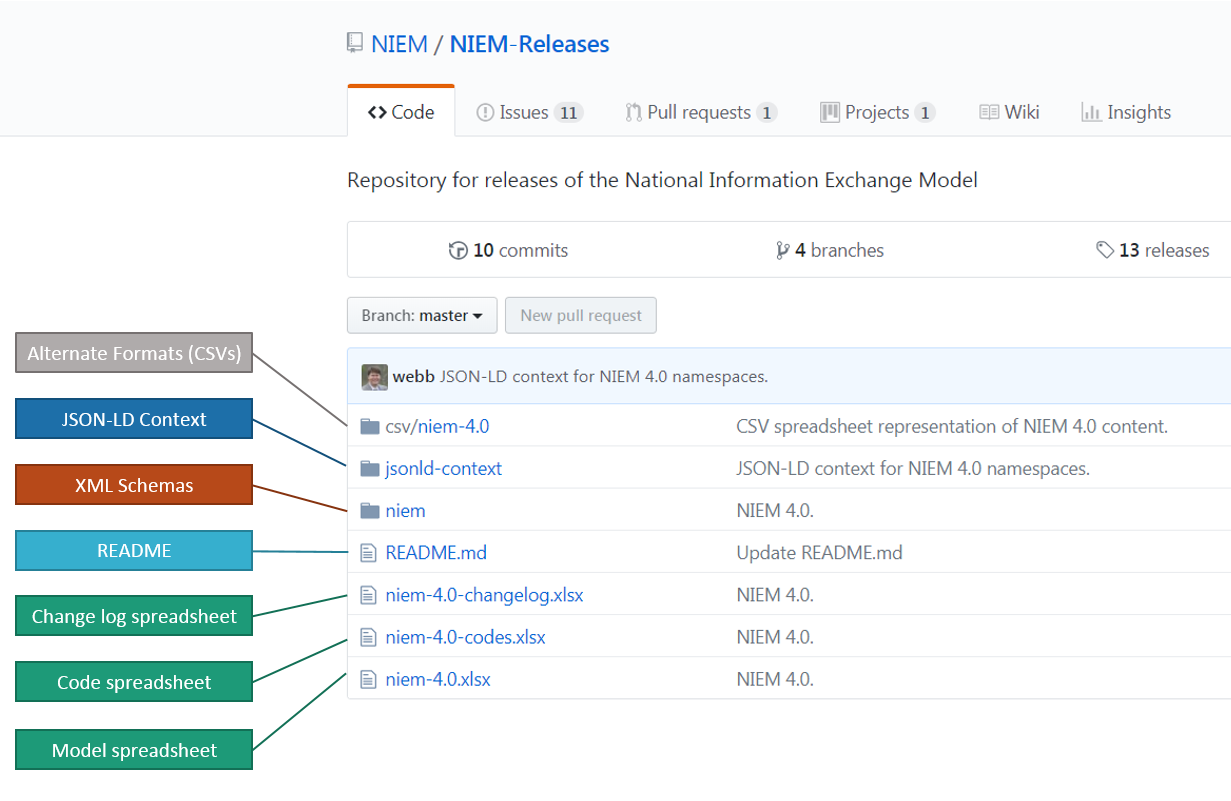 NIEM / NIEM-Releases
Code Issues 11 Pull requests 1 Projects 1 Wiki Insights
Repository for releases of the National Information Exchange Model
10 commits 4 branches 13 releases
Branch: master New pull request
Alternate Formats (CSVs)
webb JSON-LD context for NIEM 4.0 namespaces.
JSON-LD Context
csv/niem-4.0 CSV spreadsheet representation of NIEM 4.0 content.
jsonld-context JSON-LD context for NIEM 4.0 namespaces.
XML Schemas
niem NIEM 4.0.
README
README.md Update README.md
niem-4.0-changelog.xlsx NIEM 4.0.
Change log spreadsheet
niem-4.0-codes.xlsx NIEM 4.0.
Code spreadsheet
niem-4.0.xlsx NIEM 4.0.
Model spreadsheet